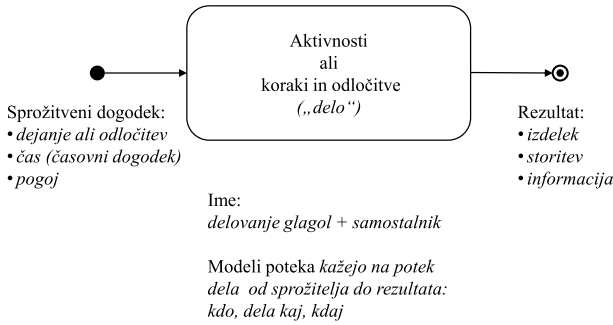 Aktivnosti
ali
koraki in odločitve
(„delo“)
Sprožitveni dogodek:
• dejanje ali odločitev
• čas (časovni dogodek)
• pogoj
Rezultat:
• izdelek
• storitev
• informacija
Ime:
delovanje glagol + samostalnik
Modeli poteka kažejo na potek
dela od sprožitelja do rezultata:
kdo, dela kaj, kdaj